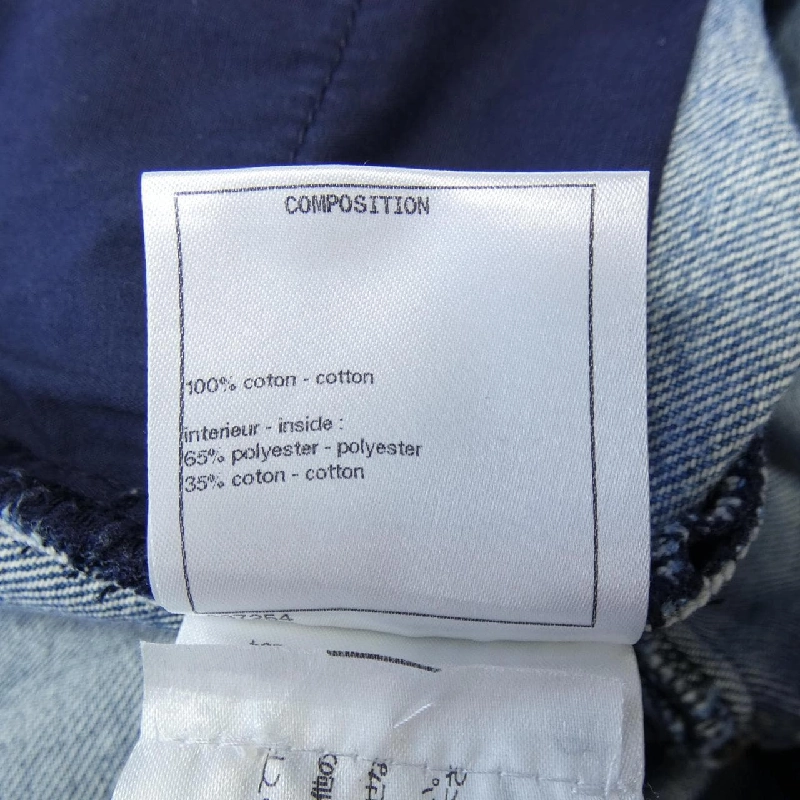 COMPOSITION
100% coton - cotton
interieur - inside :
65% polyester - polyester
35% coton - cotton